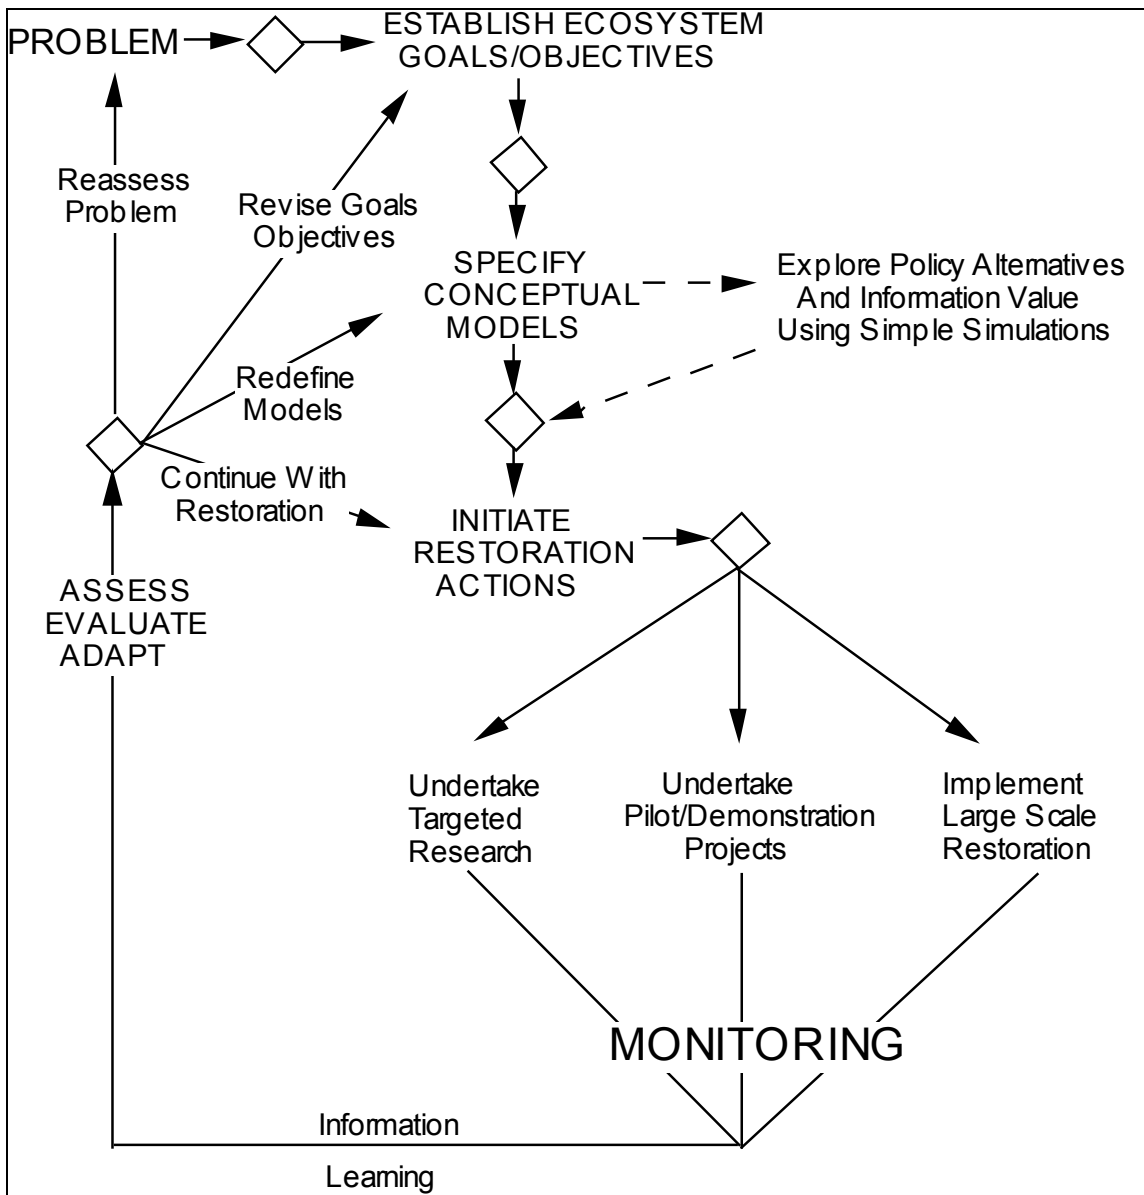 PROBLEM
ESTABLISH ECOSYSTEM
GOALS/OBJECTIVES
Reassess
Problem
Revise Goals
Objectives
SPECIFY
CONCEPTUAL
MODELS
Explore Policy Alternatives
And Information Value
Using Simple Simulations
Redefine
Models
Continue With
Restoration
INITIATE
RESTORATION
ACTIONS
ASSESS
EVALUATE
ADAPT
Undertake
Targeted
Research
Undertake
Pilot/Demonstration
Projects
Implement
Large Scale
Restoration
MONITORING
Information
Learning